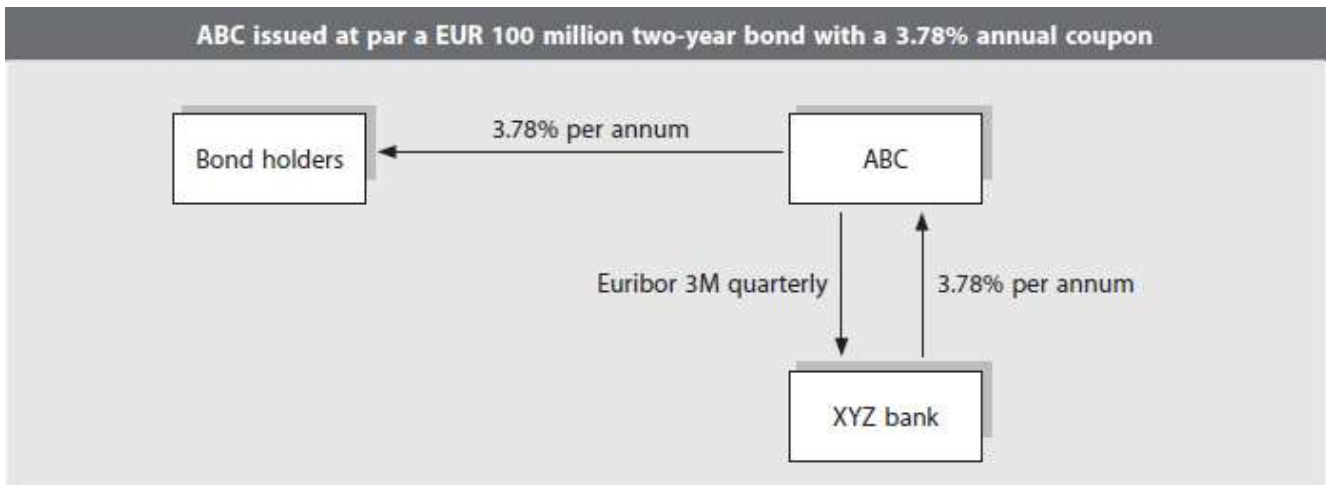 ABC issued at par a EUR 100 million two-year bond with a 3.78% annual coupon
3.78% per annum
Bond holders
ABC
Euribor 3M quarterly
3.78% per annum
XYZ bank